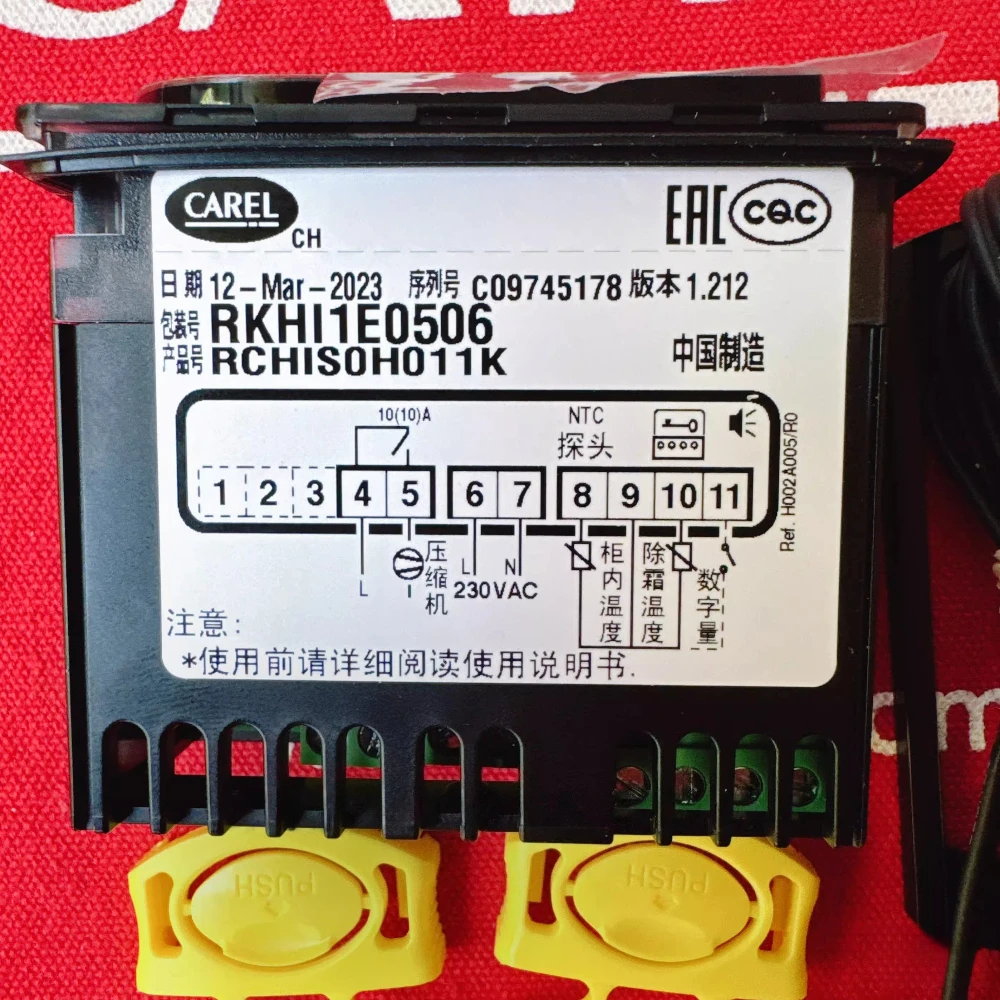 CAREL
CH
EAC CQC
日期 12-Mar-2023 序列号 C09745178 版本 1.212
包装号 RKHI1E0506
产品号 RCHIS0H011K
中国制造
10(10)A
NTC
探头
1 2 3 4 5 6 7 8 9 10 11
L
压缩机
L N
230VAC
柜内温度
除霜温度
数字量
Ref. H002A005/R0
注意:
*使用前请详细阅读使用说明书.
PUSH
PUSH